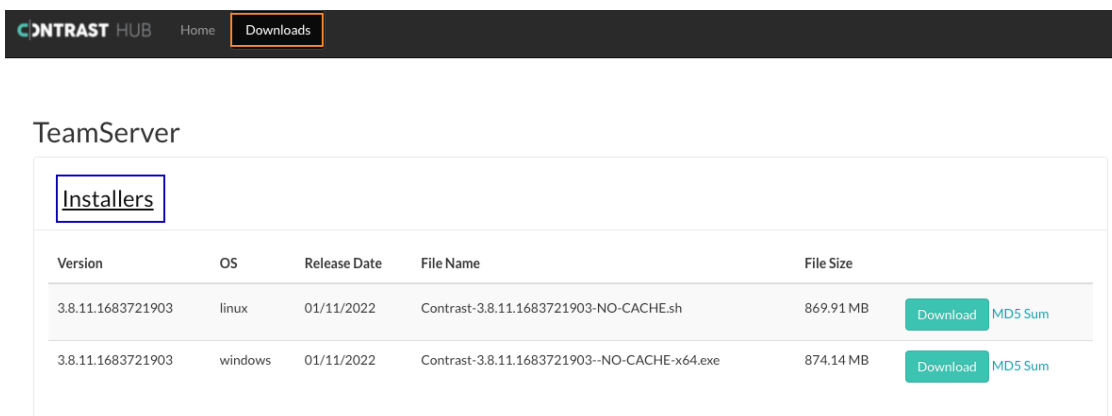 CONTRAST HUB Home Downloads
TeamServer
Installers
Version OS Release Date File Name File Size
3.8.11.1683721903 linux 01/11/2022 Contrast-3.8.11.1683721903-NO-CACHE.sh 869.91 MB Download MD5 Sum
3.8.11.1683721903 windows 01/11/2022 Contrast-3.8.11.1683721903--NO-CACHE-x64.exe 874.14 MB Download MD5 Sum